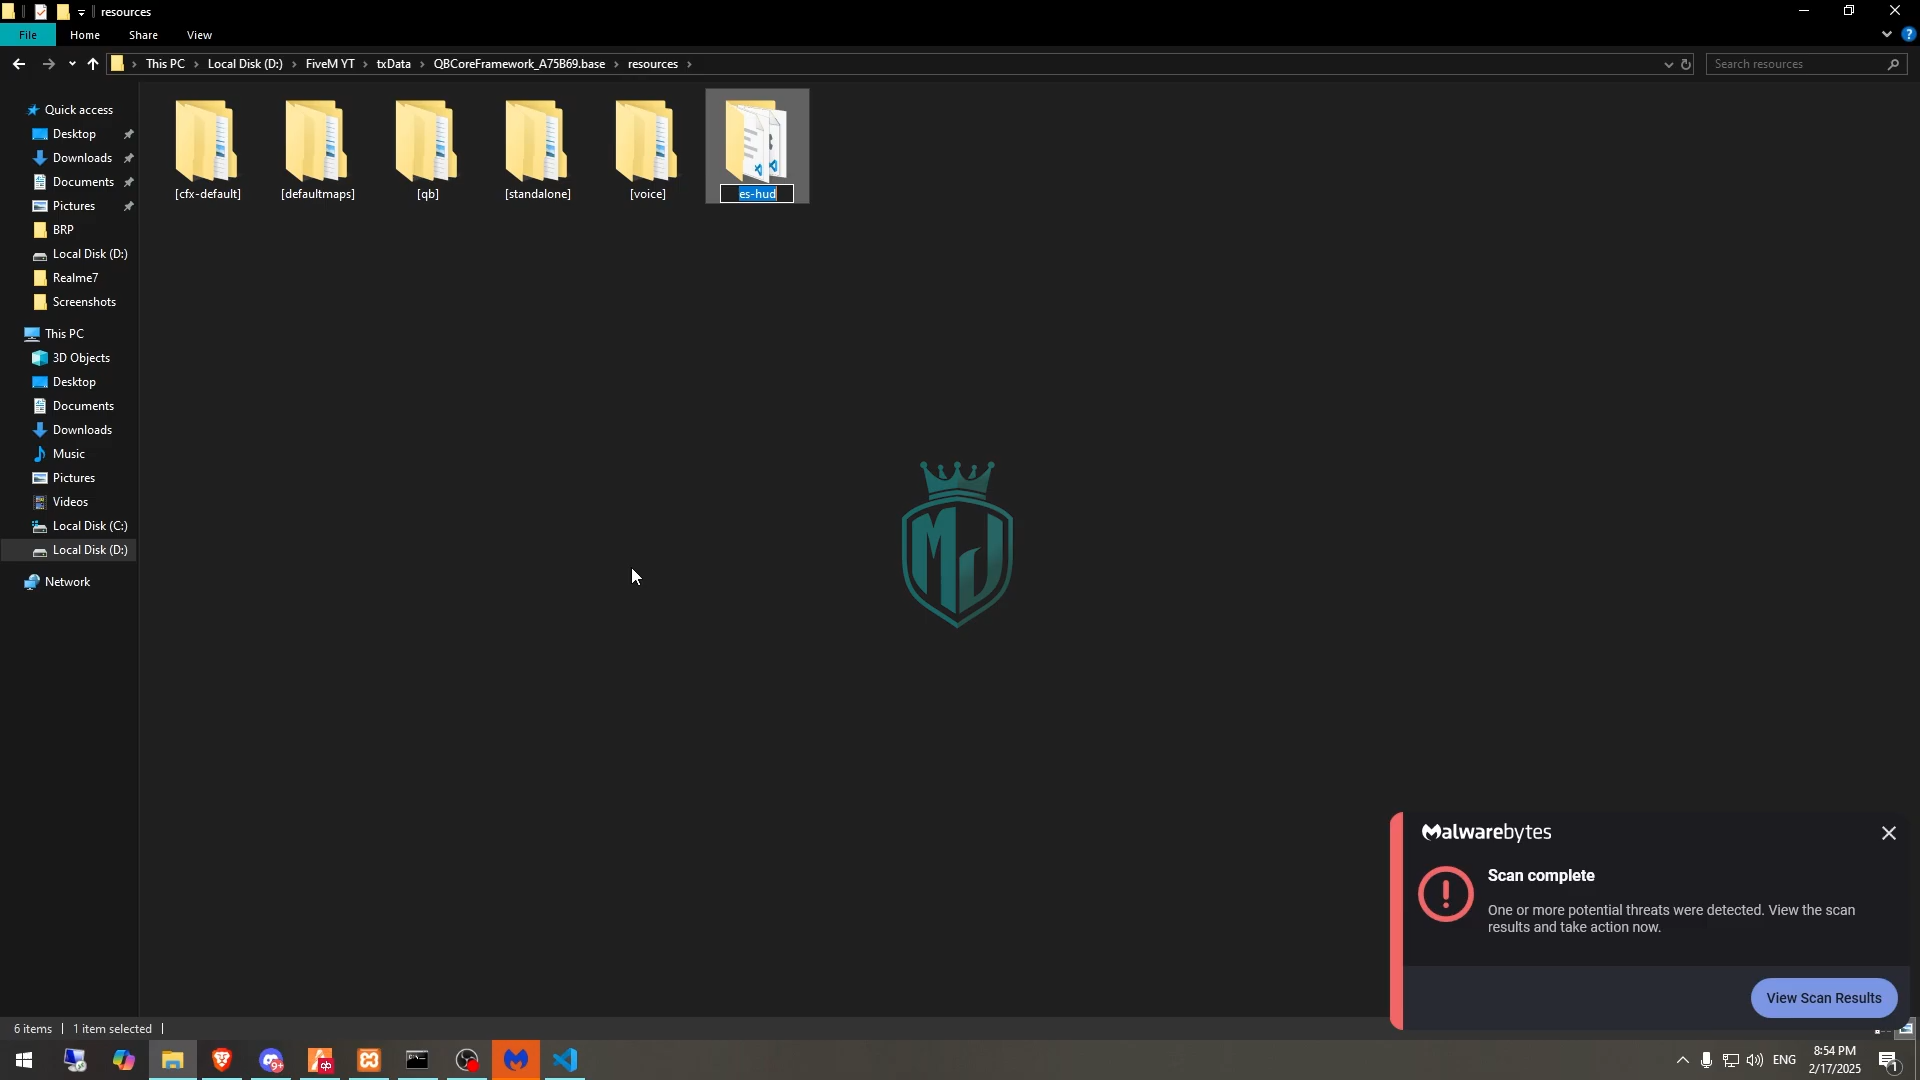 resources
File
Home
Share
View
This PC
Local Disk (D:)
FiveM YT
txData
QBCoreFramework_A75B69.base
resources
Search resources
Quick access
Desktop
Downloads
Documents
Pictures
BRP
Local Disk (D:)
Realme7
Screenshots
This PC
3D Objects
Desktop
Documents
Downloads
Music
Pictures
Videos
Local Disk (C:)
Local Disk (D:)
Network
[cfx-default]
[defaultmaps]
[qb]
[standalone]
[voice]
es-hud
MJ
Malwarebytes
Scan complete
One or more potential threats were detected. View the scan
results and take action now.
View Scan Results
6 items
1 item selected
9+
qb
ENG
8:54 PM
2/17/2025
1